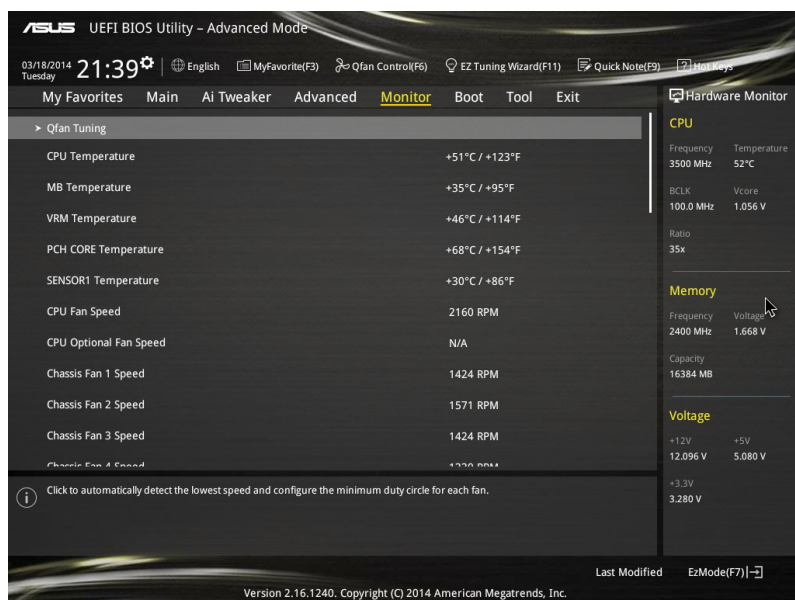 ASUS UEFI BIOS Utility – Advanced Mode
03/18/2014 Tuesday 21:39 English MyFavorite(F3) Qfan Control(F6) EZ Tuning Wizard(F11) Quick Note(F9) ? Hot Keys
My Favorites Main Ai Tweaker Advanced Monitor Boot Tool Exit
> Qfan Tuning
CPU Temperature +51°C / +123°F
MB Temperature +35°C / +95°F
VRM Temperature +46°C / +114°F
PCH CORE Temperature +68°C / +154°F
SENSOR1 Temperature +30°C / +86°F
CPU Fan Speed 2160 RPM
CPU Optional Fan Speed N/A
Chassis Fan 1 Speed 1424 RPM
Chassis Fan 2 Speed 1571 RPM
Chassis Fan 3 Speed 1424 RPM
Chassis Fan 4 Speed
i Click to automatically detect the lowest speed and configure the minimum duty circle for each fan.
Hardware Monitor
CPU
Frequency Temperature
3500 MHz 52°C
BCLK Vcore
100.0 MHz 1.056 V
Ratio
35x
Memory
Frequency Voltage
2400 MHz 1.668 V
Capacity
16384 MB
Voltage
+12V +5V
12.096 V 5.080 V
+3.3V
3.280 V
Last Modified EzMode(F7)
Version 2.16.1240. Copyright (C) 2014 American Megatrends, Inc.